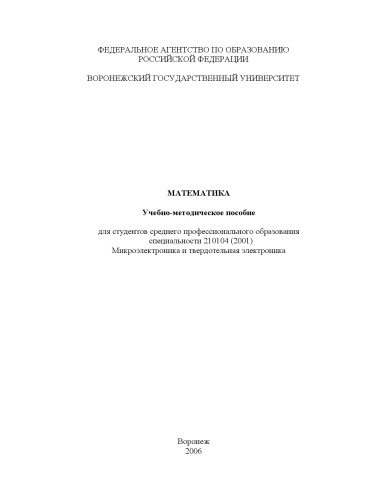 ФЕДЕРАЛЬНОЕ АГЕНТСТВО ПО ОБРАЗОВАНИЮ
РОССИЙСКОЙ ФЕДЕРАЦИИ
ВОРОНЕЖСКИЙ ГОСУДАРСТВЕННЫЙ УНИВЕРСИТЕТ
МАТЕМАТИКА
Учебно-методическое пособие
для студентов среднего профессионального образования
специальности 210104 (2001)
Микроэлектроника и твердотельная электроника
Воронеж
2006